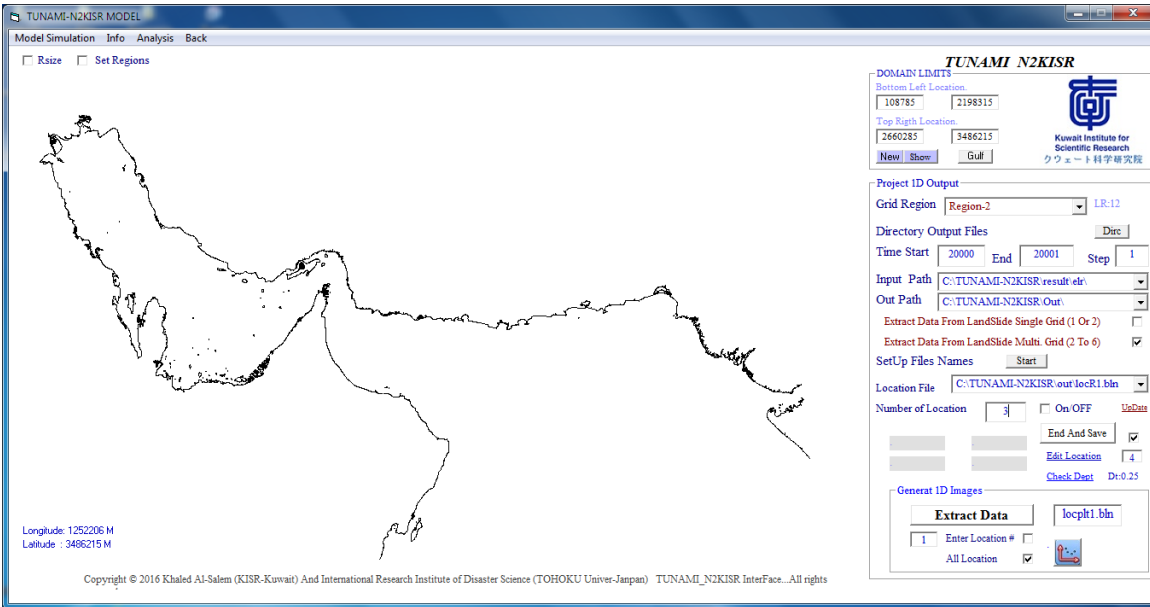 TUNAMI-N2KISR MODEL
Model Simulation Info Analysis Back
Rsize Set Regions
TUNAMI N2KISR
DOMAIN LIMITS
Bottom Left Location.
108785 2198315
Top Rigth Location.
2660285 3486215
New Show Gulf
Kuwait Institute for
Scientific Research
クウェート科学研究院
Project 1D Output
Grid Region Region-2 LR:12
Directory Output Files Dirc
Time Start 20000 End 20001 Step 1
Input Path C:\TUNAMI-N2KISR\result\elr\
Out Path C:\TUNAMI-N2KISR\Out\
Extract Data From LandSlide Single Grid (1 Or 2)
Extract Data From LandSlide Multi. Grid (2 To 6)
SetUp Files Names Start
Location File C:\TUNAMI-N2KISR\out\locR1.bln
Number of Location 3 On/OFF UpDate
End And Save
Edit Location 4
Check Dept Dt:0.25
Generat 1D Images
Extract Data locplt1.bln
1 Enter Location #
All Location
Longitude: 1252206 M
Latitude : 3486215 M
Copyright © 2016 Khaled Al-Salem (KISR-Kuwait) And International Research Institute of Disaster Science (TOHOKU Univer-Janpan) TUNAMI_N2KISR InterFace...All rights